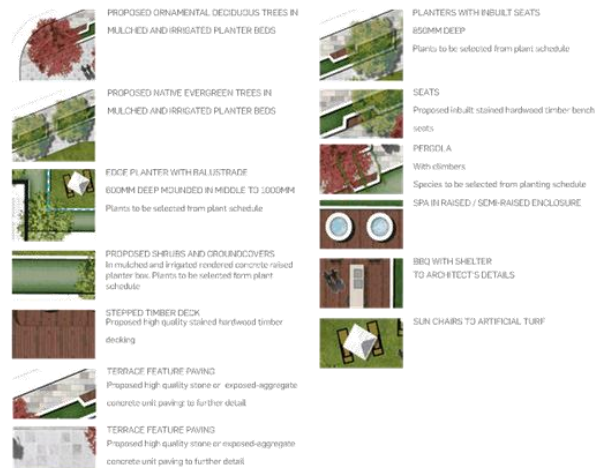 PROPOSED ORNAMENTAL DECIDUOUS TREES IN
MULCHED AND IRRIGATED PLANTER BEDS
PROPOSED NATIVE EVERGREEN TREES IN
MULCHED AND IRRIGATED PLANTER BEDS
EDGE PLANTER WITH BALUSTRADE
600MM DEEP MOUNDED IN MIDDLE TO 1000MM
Plants to be selected from plant schedule
PROPOSED SHRUBS AND GROUNDCOVERS
In mulched and irrigated rendered concrete raised
planter box. Plants to be selected form plant
schedule
STEPPED TIMBER DECK
Proposed high quality stained hardwood timber
decking
TERRACE FEATURE PAVING
Proposed high quality stone or exposed-aggregate
concrete unit paving to further detail
TERRACE FEATURE PAVING
Proposed high quality stone or exposed-aggregate
concrete unit paving to further detail
PLANTERS WITH INBUILT SEATS
850MM DEEP
Plants to be selected from plant schedule
SEATS
Proposed inbuilt stained hardwood timber bench
seats
PERGOLA
With climbers
Species to be selected from planting schedule
SPA IN RAISED / SEMI-RAISED ENCLOSURE
BBQ WITH SHELTER
TO ARCHITECT'S DETAILS
SUN CHAIRS TO ARTIFICIAL TURF